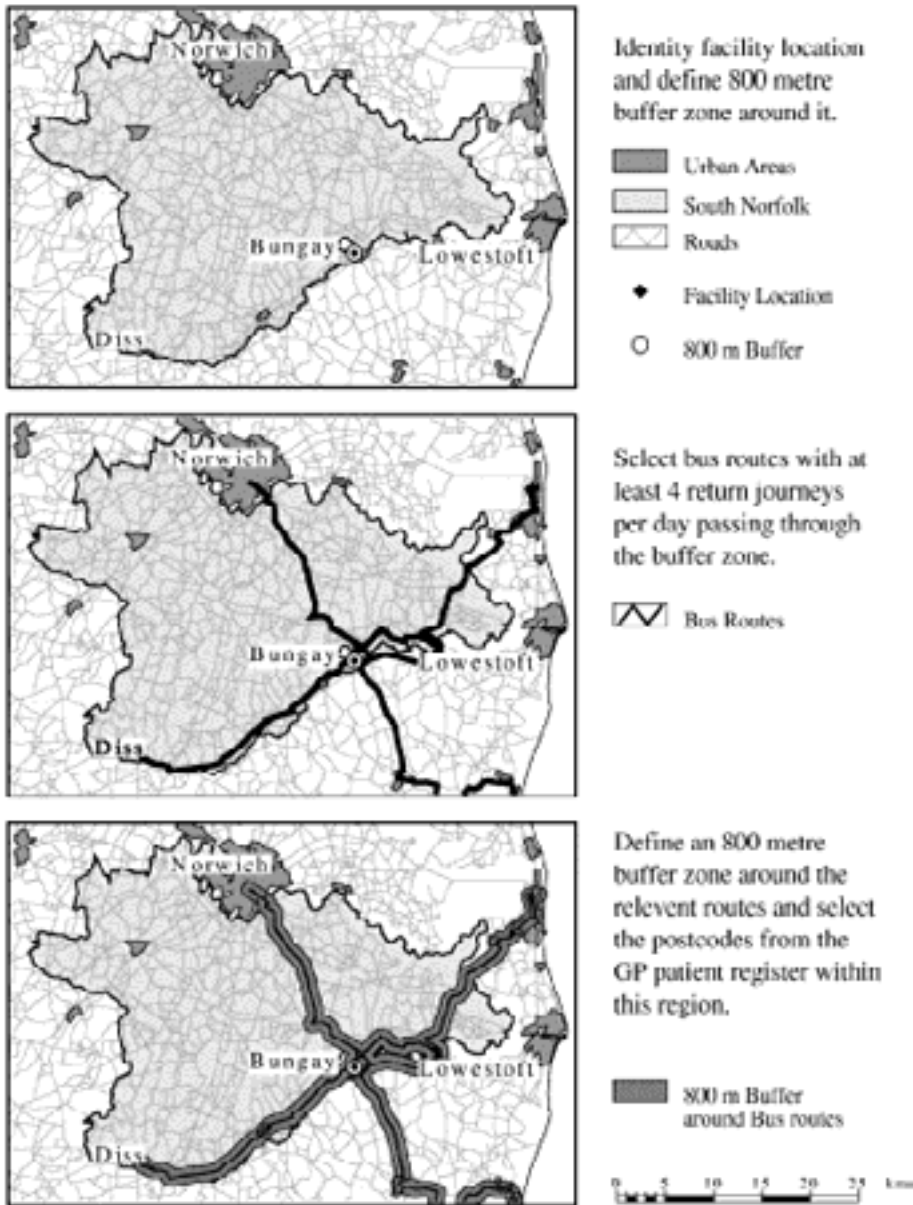 Norwich
Bungay
Lowestoft
Diss
Identity facility location
and define 800 metre
buffer zone around it.
Urban Areas
South Norfolk
Roads
Facility Location
800 m Buffer
Norwich
Bungay
Lowestoft
Diss
Select bus routes with at
least 4 return journeys
per day passing through
the buffer zone.
Bus Routes
Norwich
Bungay
Lowestoft
Diss
Define an 800 metre
buffer zone around the
relevent routes and select
the postcodes from the
GP patient register within
this region.
800 m Buffer
around Bus routes
0 5 10 15 20 25 kms